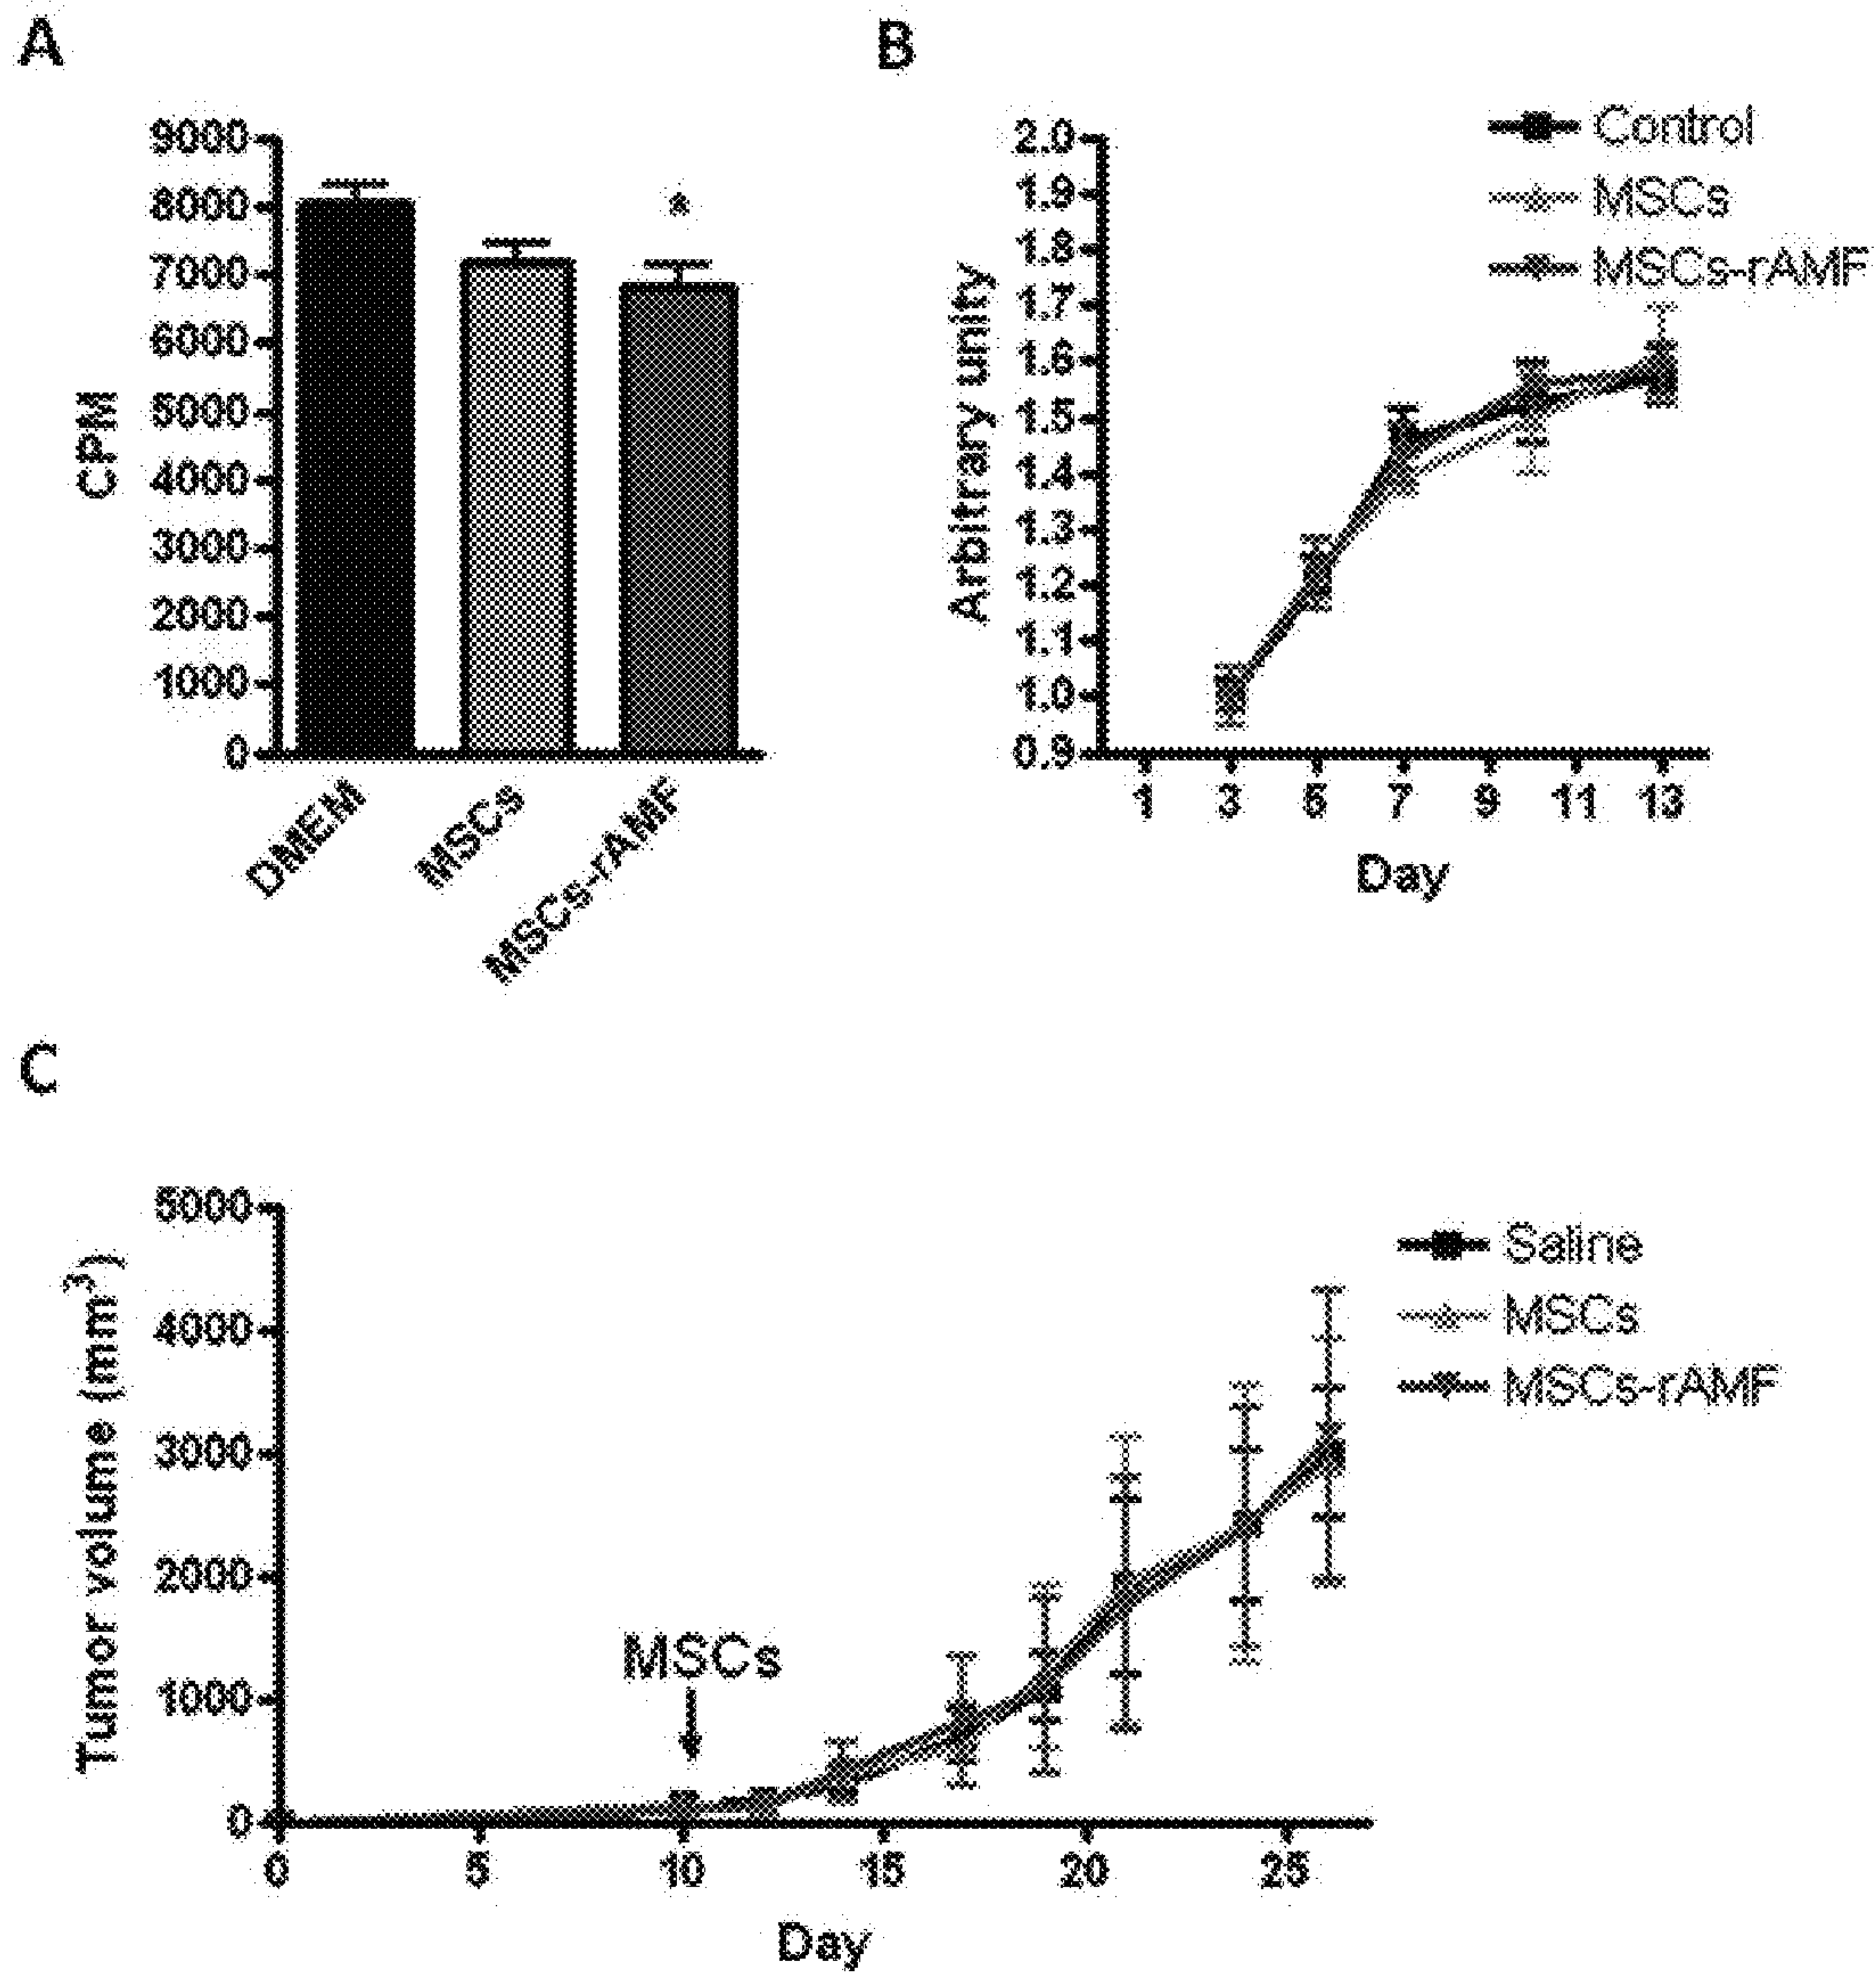 A
9000
8000
7000
6000
5000
4000
3000
2000
1000
0
CPM
*
DMEM
MSCs
MSCs-rAMF
B
2.0
1.9
1.8
1.7
1.6
1.5
1.4
1.3
1.2
1.1
1.0
0.9
Arbitrary unity
Control
MSCs
MSCs-rAMF
1 3 5 7 9 11 13
Day
C
5000
4000
3000
2000
1000
0
Tumor volume (mm³)
MSCs
Saline
MSCs
MSCs-rAMF
0 5 10 15 20 25
Day